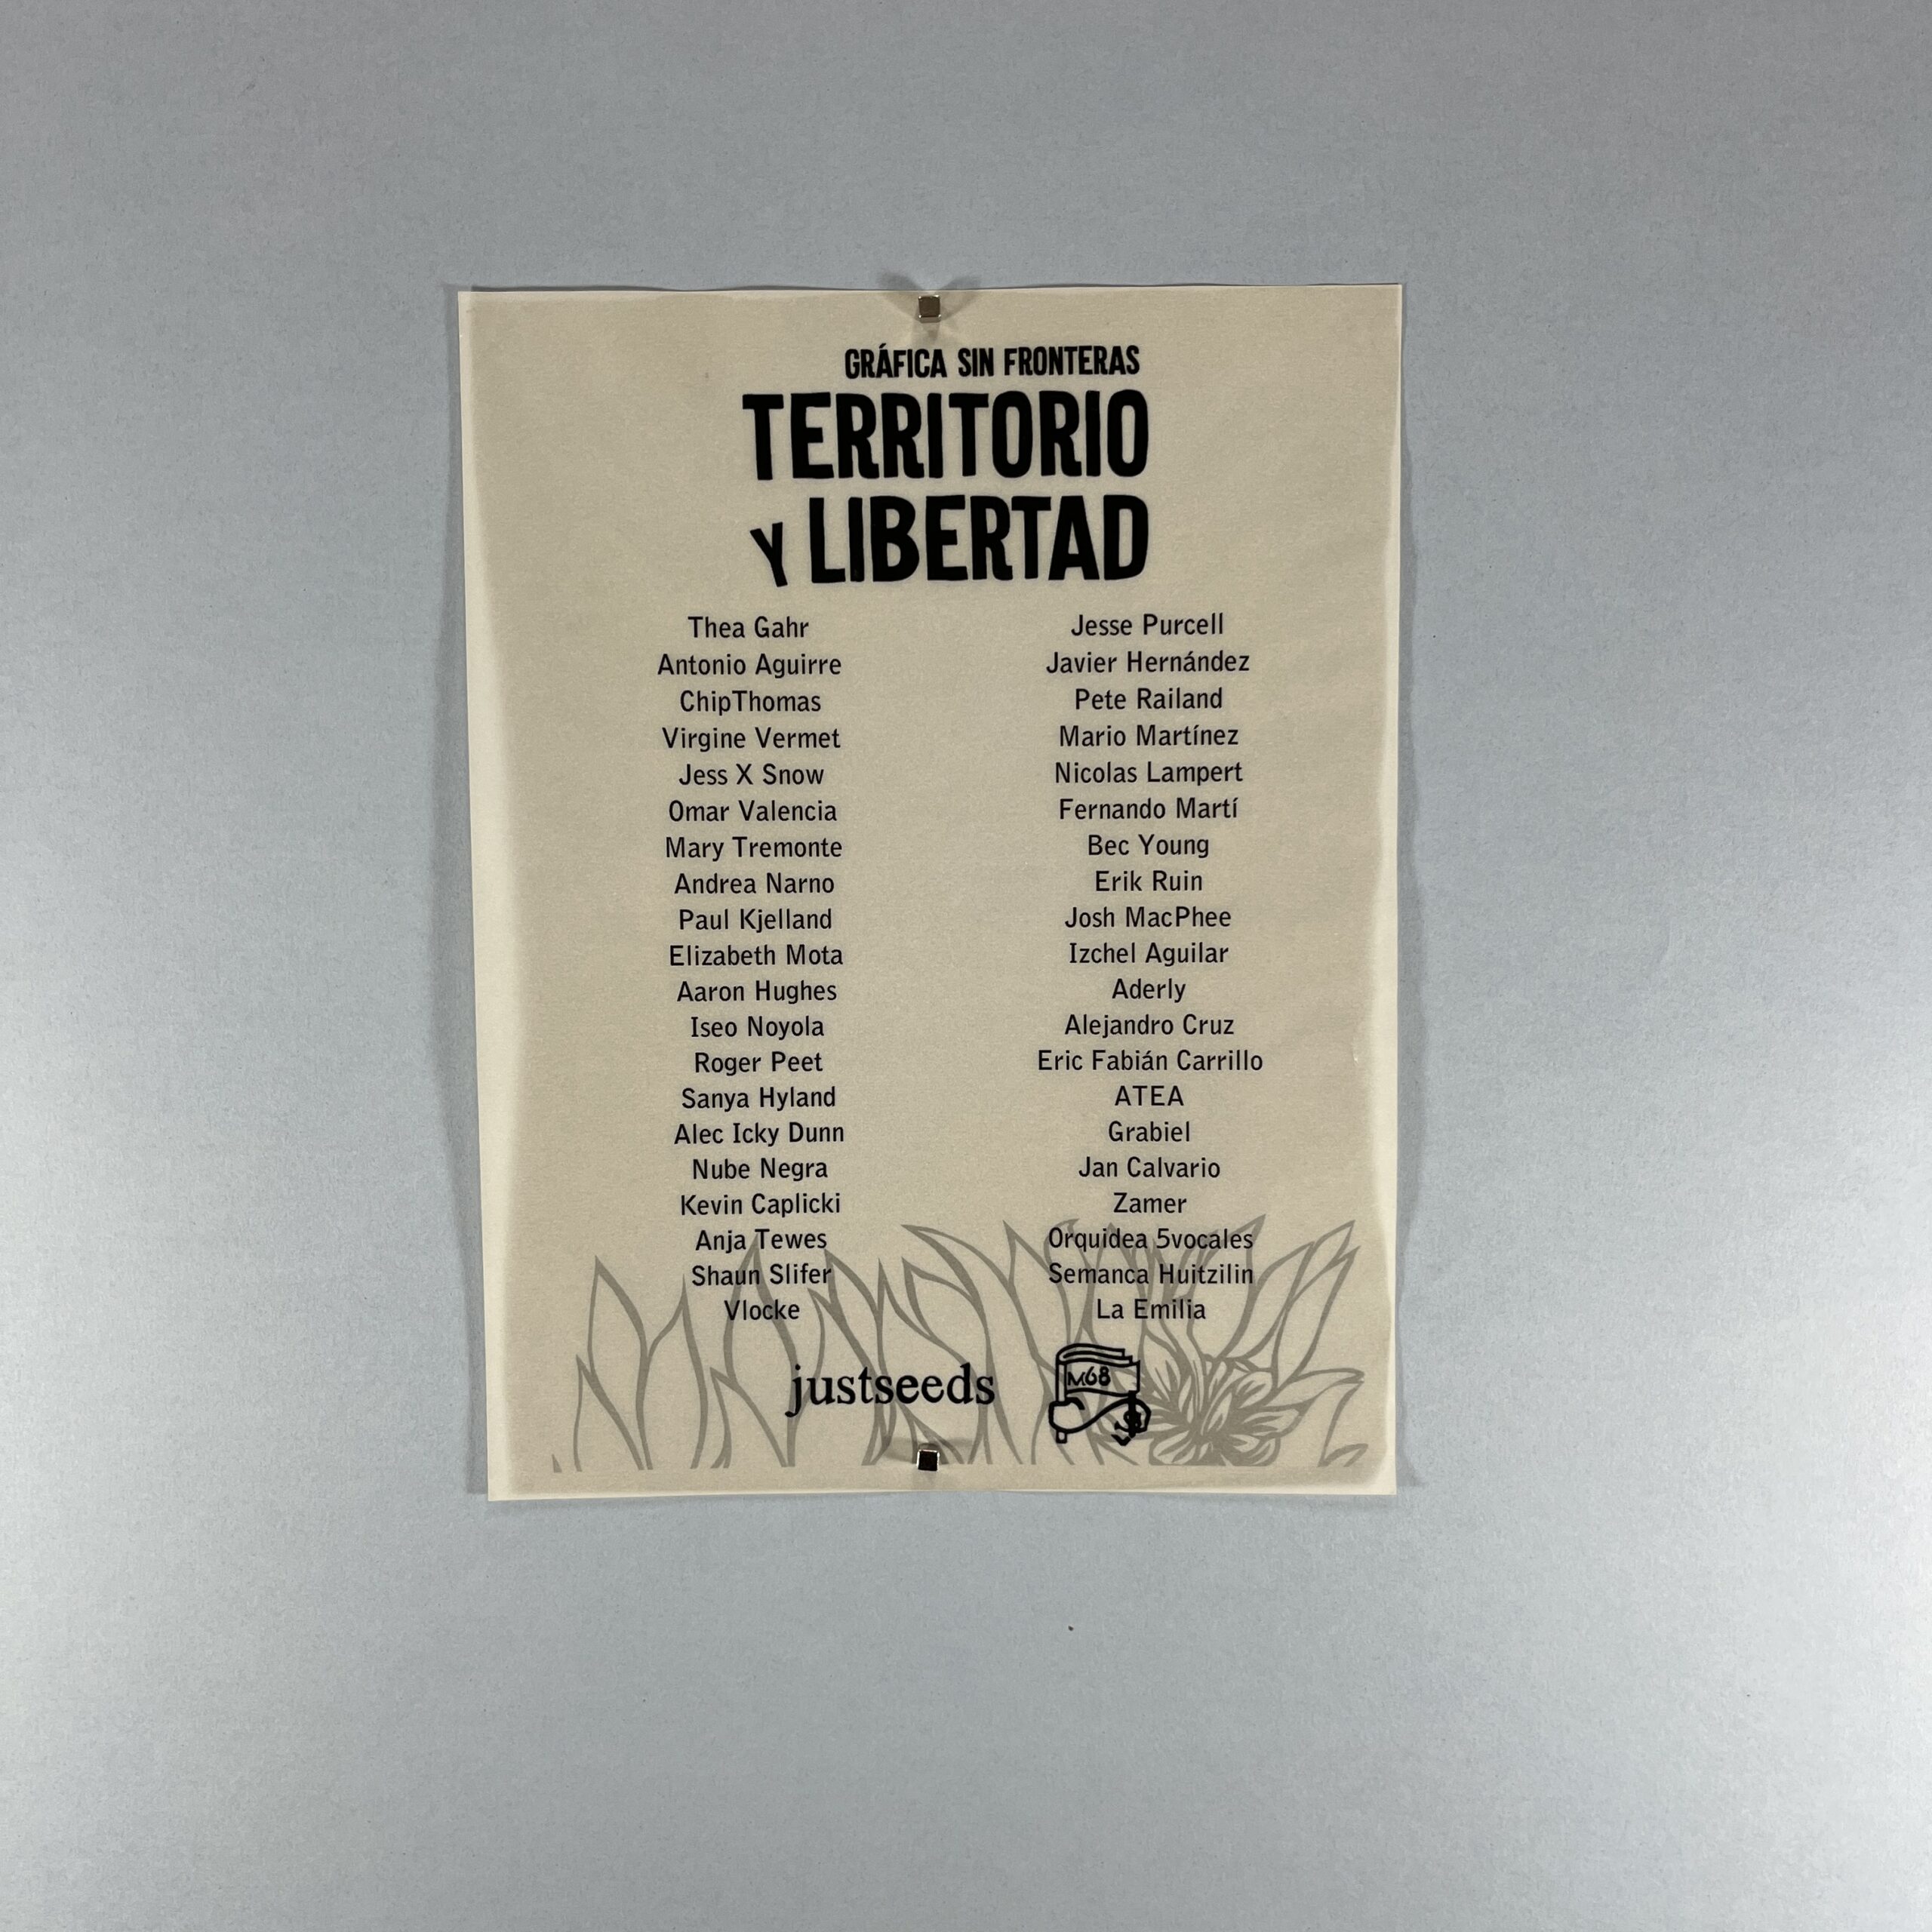 GRÁFICA SIN FRONTERAS
TERRITORIO
Y LIBERTAD
Thea Gahr
Antonio Aguirre
ChipThomas
Virgine Vermet
Jess X Snow
Omar Valencia
Mary Tremonte
Andrea Narno
Paul Kjelland
Elizabeth Mota
Aaron Hughes
Iseo Noyola
Roger Peet
Sanya Hyland
Alec Icky Dunn
Nube Negra
Kevin Caplicki
Anja Tewes
Shaun Slifer
Vlocke
Jesse Purcell
Javier Hernández
Pete Railand
Mario Martínez
Nicolas Lampert
Fernando Martí
Bec Young
Erik Ruin
Josh MacPhee
Izchel Aguilar
Aderly
Alejandro Cruz
Eric Fabián Carrillo
ATEA
Grabiel
Jan Calvario
Zamer
Orquidea 5vocales
Semanca Huitzilin
La Emilia
justseeds
M68